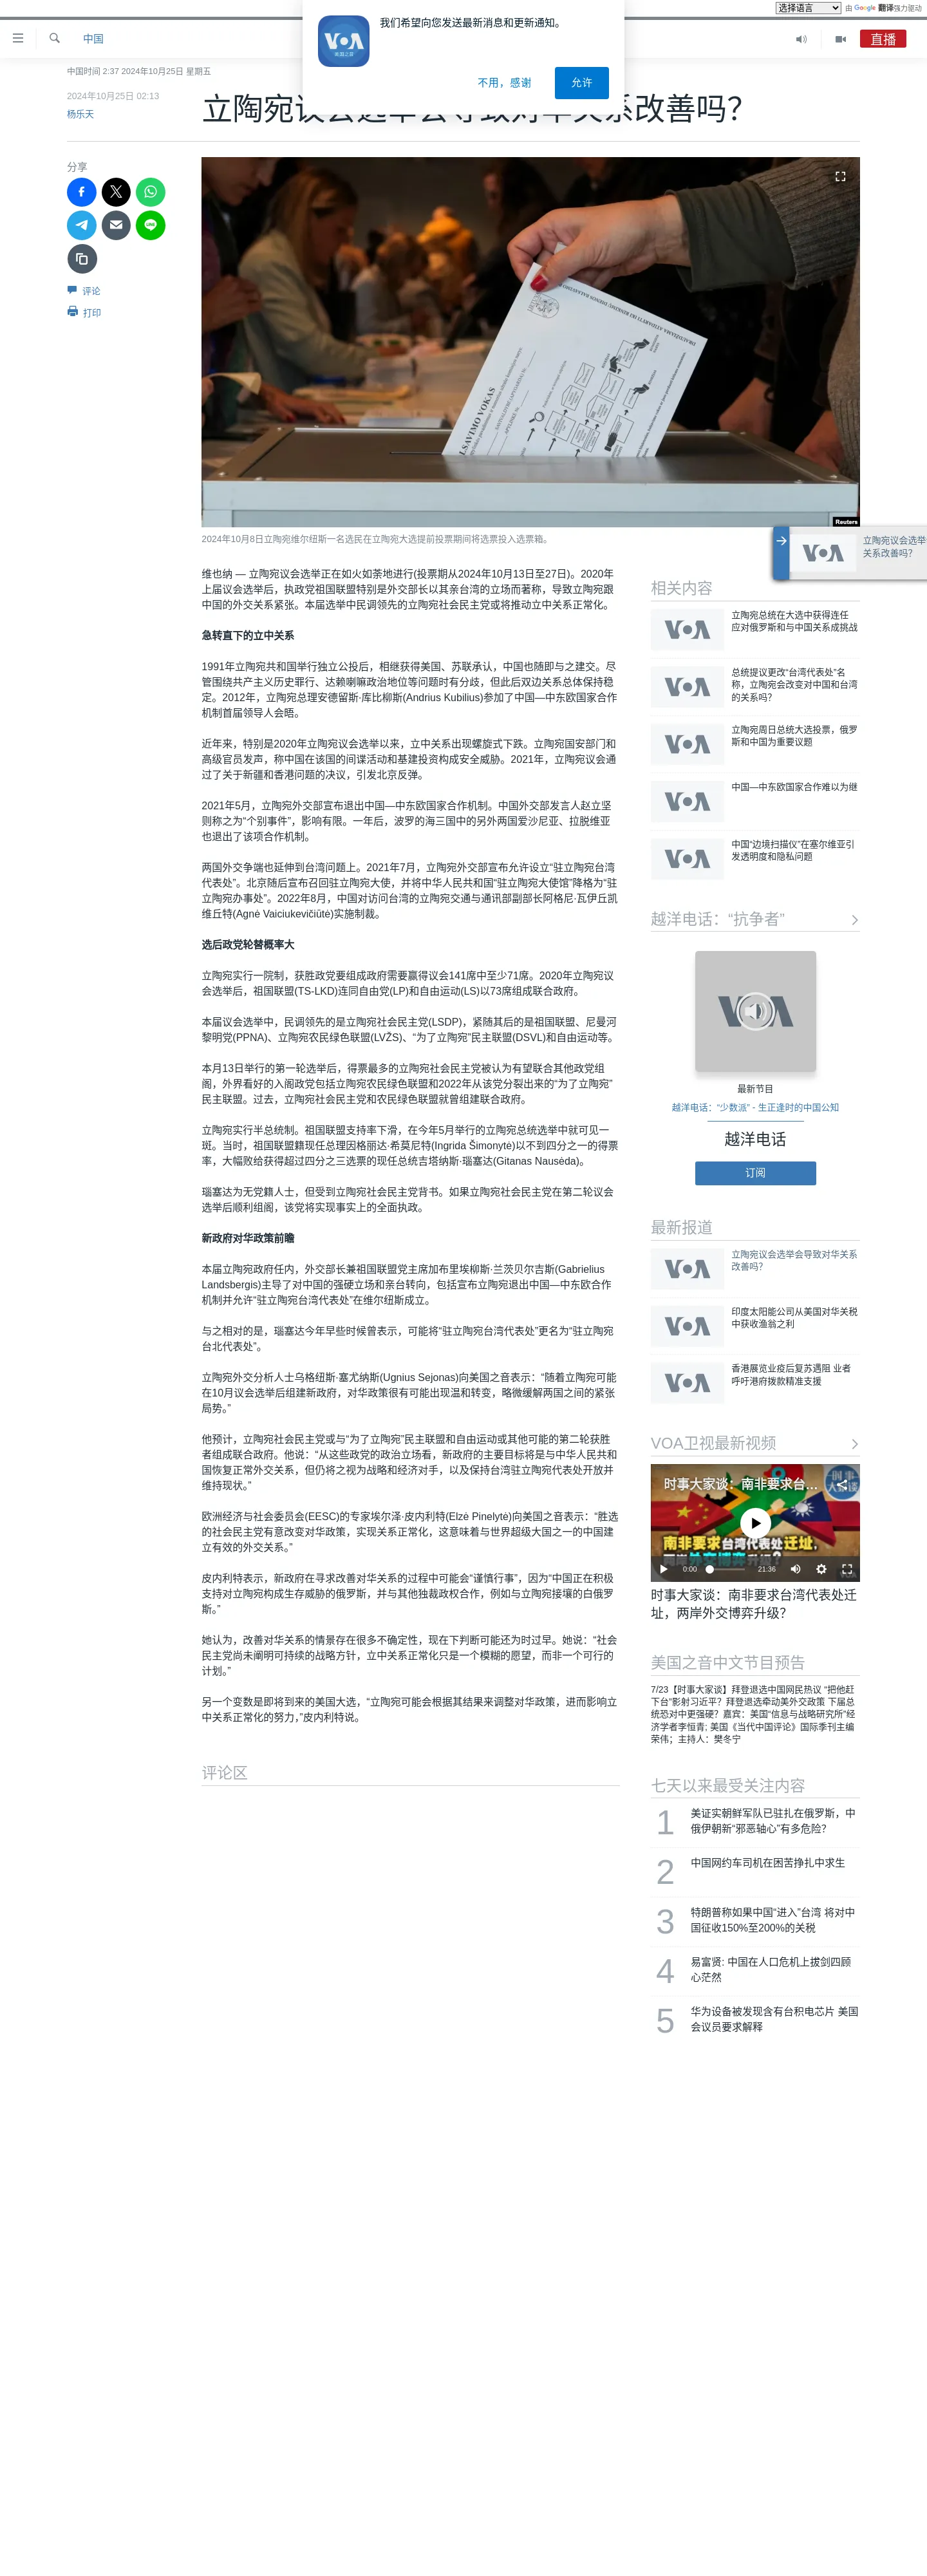 选择语言 由 Google 翻译强力驱动
我们希望向您发送最新消息和更新通知。
VOA
美国之音
不用，感谢 允许
中国
直播
中国时间 2:37 2024年10月25日 星期五
2024年10月25日 02:13
杨乐天
立陶宛议会选举会导致对华关系改善吗？
分享
评论
打印
LSAVIMO VOKAS
Reuters
2024年10月8日立陶宛维尔纽斯一名选民在立陶宛大选提前投票期间将选票投入选票箱。
立陶宛议会选举
关系改善吗？
维也纳 — 立陶宛议会选举正在如火如荼地进行(投票期从2024年10月13日至27日)。2020年
上届议会选举后，执政党祖国联盟特别是外交部长以其亲台湾的立场而著称，导致立陶宛跟
中国的外交关系紧张。本届选举中民调领先的立陶宛社会民主党或将推动立中关系正常化。
急转直下的立中关系
1991年立陶宛共和国举行独立公投后，相继获得美国、苏联承认，中国也随即与之建交。尽
管围绕共产主义历史罪行、达赖喇嘛政治地位等问题时有分歧，但此后双边关系总体保持稳
定。2012年，立陶宛总理安德留斯·库比柳斯(Andrius Kubilius)参加了中国—中东欧国家合作
机制首届领导人会晤。
近年来，特别是2020年立陶宛议会选举以来，立中关系出现螺旋式下跌。立陶宛国安部门和
高级官员发声，称中国在该国的间谍活动和基建投资构成安全威胁。2021年，立陶宛议会通
过了关于新疆和香港问题的决议，引发北京反弹。
2021年5月，立陶宛外交部宣布退出中国—中东欧国家合作机制。中国外交部发言人赵立坚
则称之为“个别事件”，影响有限。一年后，波罗的海三国中的另外两国爱沙尼亚、拉脱维亚
也退出了该项合作机制。
两国外交争端也延伸到台湾问题上。2021年7月，立陶宛外交部宣布允许设立“驻立陶宛台湾
代表处”。北京随后宣布召回驻立陶宛大使，并将中华人民共和国“驻立陶宛大使馆”降格为“驻
立陶宛办事处”。2022年8月，中国对访问台湾的立陶宛交通与通讯部副部长阿格尼·瓦伊丘凯
维丘特(Agnė Vaiciukevičiūtė)实施制裁。
选后政党轮替概率大
立陶宛实行一院制，获胜政党要组成政府需要赢得议会141席中至少71席。2020年立陶宛议
会选举后，祖国联盟(TS-LKD)连同自由党(LP)和自由运动(LS)以73席组成联合政府。
本届议会选举中，民调领先的是立陶宛社会民主党(LSDP)，紧随其后的是祖国联盟、尼曼河
黎明党(PPNA)、立陶宛农民绿色联盟(LVŽS)、“为了立陶宛”民主联盟(DSVL)和自由运动等。
本月13日举行的第一轮选举后，得票最多的立陶宛社会民主党被认为有望联合其他政党组
阁，外界看好的入阁政党包括立陶宛农民绿色联盟和2022年从该党分裂出来的“为了立陶宛”
民主联盟。过去，立陶宛社会民主党和农民绿色联盟就曾组建联合政府。
立陶宛实行半总统制。祖国联盟支持率下滑，在今年5月举行的立陶宛总统选举中就可见一
斑。当时，祖国联盟籍现任总理因格丽达·希莫尼特(Ingrida Šimonytė)以不到四分之一的得票
率，大幅败给获得超过四分之三选票的现任总统吉塔纳斯·瑙塞达(Gitanas Nausėda)。
瑙塞达为无党籍人士，但受到立陶宛社会民主党背书。如果立陶宛社会民主党在第二轮议会
选举后顺利组阁，该党将实现事实上的全面执政。
新政府对华政策前瞻
本届立陶宛政府任内，外交部长兼祖国联盟党主席加布里埃柳斯·兰茨贝尔吉斯(Gabrielius
Landsbergis)主导了对中国的强硬立场和亲台转向，包括宣布立陶宛退出中国—中东欧合作
机制并允许“驻立陶宛台湾代表处”在维尔纽斯成立。
与之相对的是，瑙塞达今年早些时候曾表示，可能将“驻立陶宛台湾代表处”更名为“驻立陶宛
台北代表处”。
立陶宛外交分析人士乌格纽斯·塞尤纳斯(Ugnius Sejonas)向美国之音表示：“随着立陶宛可能
在10月议会选举后组建新政府，对华政策很有可能出现温和转变，略微缓解两国之间的紧张
局势。”
他预计，立陶宛社会民主党或与“为了立陶宛”民主联盟和自由运动或其他可能的第二轮获胜
者组成联合政府。他说：“从这些政党的政治立场看，新政府的主要目标将是与中华人民共和
国恢复正常外交关系，但仍将之视为战略和经济对手，以及保持台湾驻立陶宛代表处开放并
维持现状。”
欧洲经济与社会委员会(EESC)的专家埃尔泽·皮内利特(Elzė Pinelytė)向美国之音表示：“胜选
的社会民主党有意改变对华政策，实现关系正常化，这意味着与世界超级大国之一的中国建
立有效的外交关系。”
皮内利特表示，新政府在寻求改善对华关系的过程中可能会“谨慎行事”，因为“中国正在积极
支持对立陶宛构成生存威胁的俄罗斯，并与其他独裁政权合作，例如与立陶宛接壤的白俄罗
斯。”
她认为，改善对华关系的情景存在很多不确定性，现在下判断可能还为时过早。她说：“社会
民主党尚未阐明可持续的战略方针，立中关系正常化只是一个模糊的愿望，而非一个可行的
计划。”
另一个变数是即将到来的美国大选，“立陶宛可能会根据其结果来调整对华政策，进而影响立
中关系正常化的努力，”皮内利特说。
评论区
相关内容
立陶宛总统在大选中获得连任
应对俄罗斯和与中国关系成挑战
总统提议更改“台湾代表处”名
称，立陶宛会改变对中国和台湾
的关系吗？
立陶宛周日总统大选投票，俄罗
斯和中国为重要议题
中国—中东欧国家合作难以为继
中国“边境扫描仪”在塞尔维亚引
发透明度和隐私问题
越洋电话：“抗争者”
最新节目
越洋电话：“少数派” - 生正逢时的中国公知
越洋电话
订阅
最新报道
立陶宛议会选举会导致对华关系
改善吗？
印度太阳能公司从美国对华关税
中获收渔翁之利
香港展览业疫后复苏遇阻 业者
呼吁港府拨款精准支援
VOA卫视最新视频
时事大家谈：南非要求台...
南非要求台湾代表处迁址，
0:00 21:36
时事大家谈：南非要求台湾代表处迁
址，两岸外交博弈升级？
美国之音中文节目预告
7/23【时事大家谈】拜登退选中国网民热议 “把他赶
下台”影射习近平？拜登退选牵动美外交政策 下届总
统恐对中更强硬？嘉宾：美国“信息与战略研究所”经
济学者李恒青; 美国《当代中国评论》国际季刊主编
荣伟；主持人：樊冬宁
七天以来最受关注内容
1 美证实朝鲜军队已驻扎在俄罗斯，中
俄伊朝新“邪恶轴心”有多危险？
2 中国网约车司机在困苦挣扎中求生
3 特朗普称如果中国“进入”台湾 将对中
国征收150%至200%的关税
4 易富贤: 中国在人口危机上拔剑四顾
心茫然
5 华为设备被发现含有台积电芯片 美国
会议员要求解释